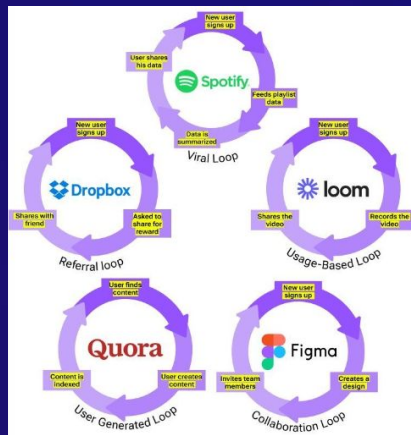 New user
signs up
User shares
his data
Spotify
Feeds playlist
data
Data is
summarized
Viral Loop
New user
signs up
Dropbox
Shares with
friend
Asked to
share for
reward
Referral loop
New user
signs up
loom
Shares the
video
Records the
video
Usage-Based Loop
User finds
content
Quora
Content is
indexed
User creates
content
User Generated Loop
New user
signs up
Figma
Invites team
members
Creates a
design
Collaboration Loop